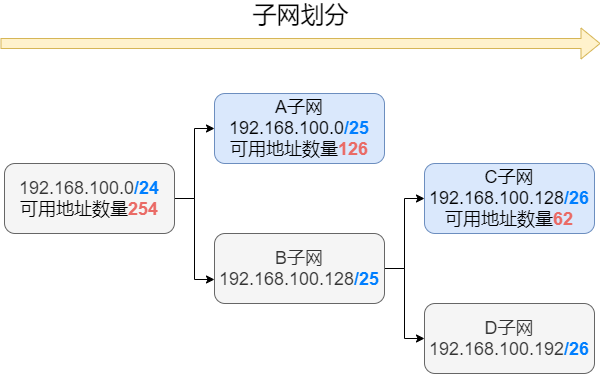 子网划分
A子网
192.168.100.0/25
可用地址数量126
192.168.100.0/24
可用地址数量254
C子网
192.168.100.128/26
可用地址数量62
B子网
192.168.100.128/25
D子网
192.168.100.192/26